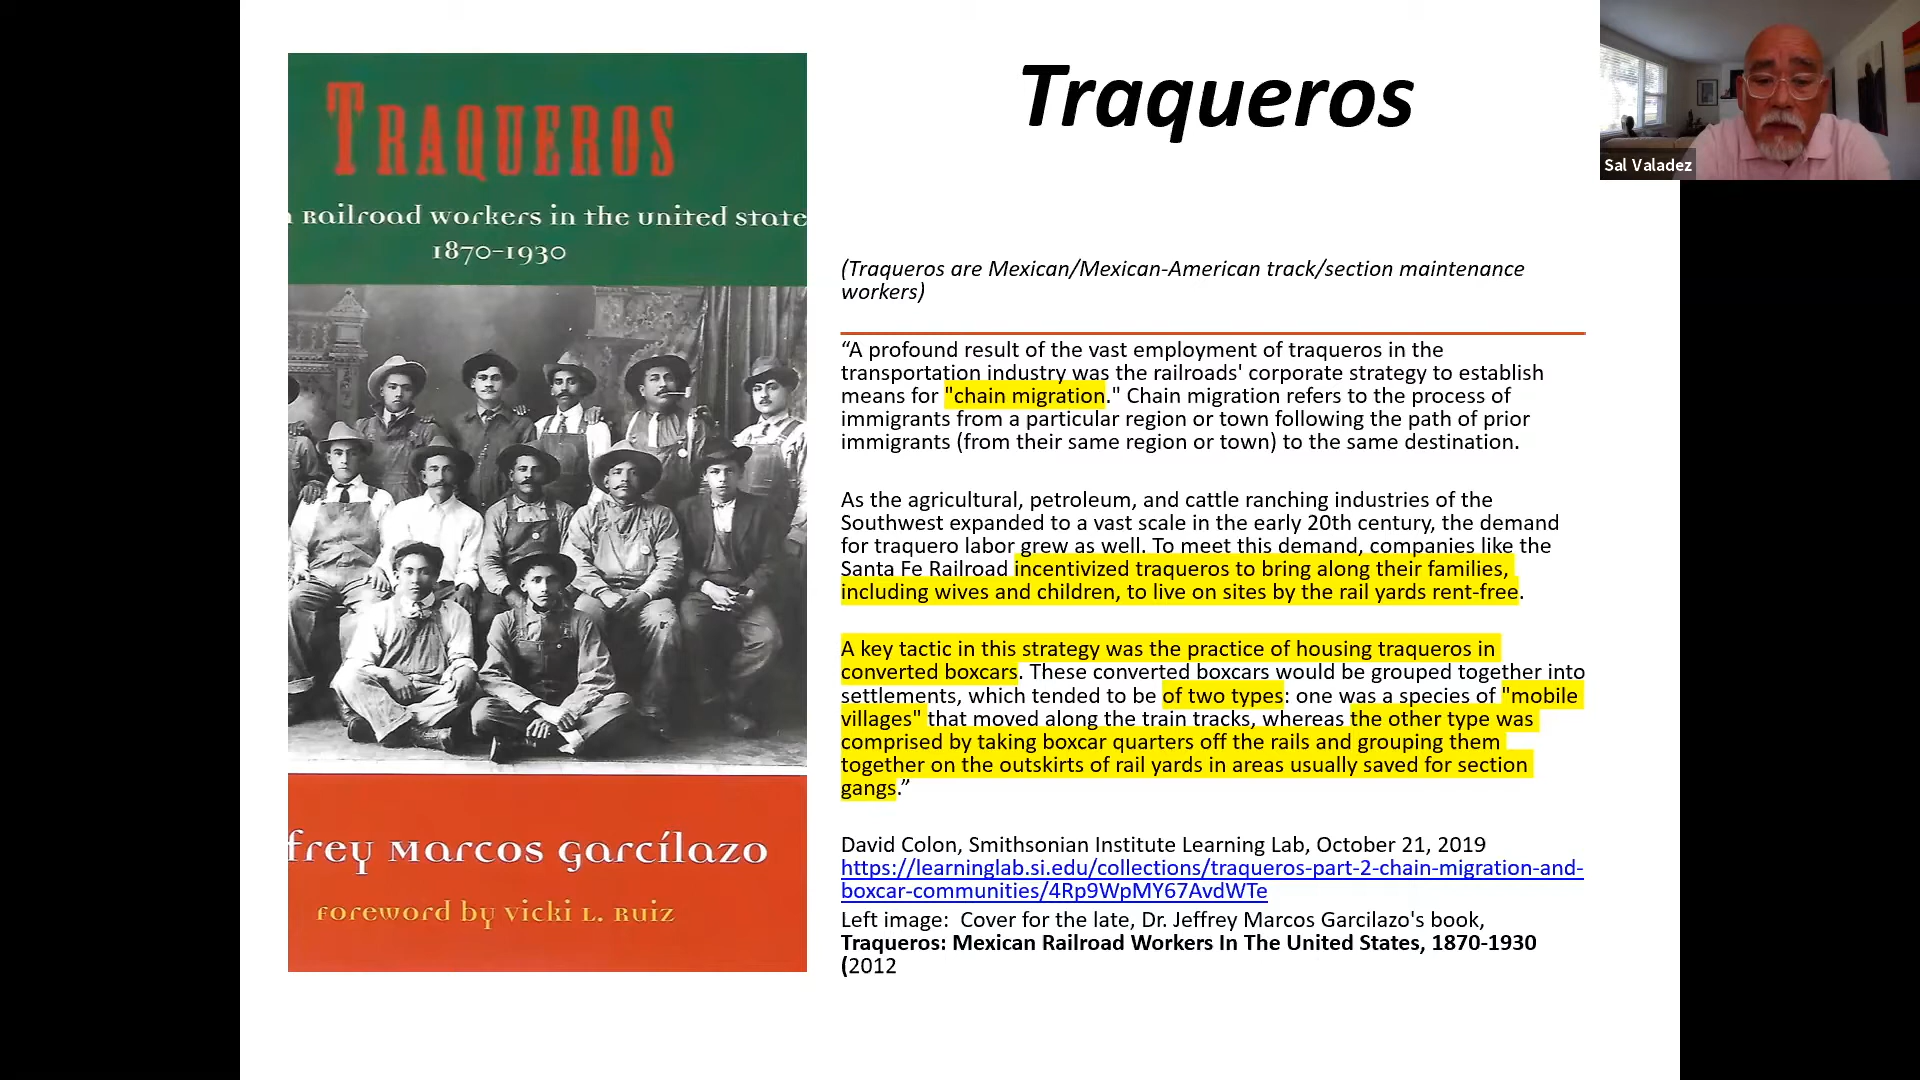 TRAQUEROS
Railroad workers in the united state
1870-1930
frey Marcos garcílazo
foreword by vicki L. Ruiz
Traqueros
(Traqueros are Mexican/Mexican-American track/section maintenance
workers)
“A profound result of the vast employment of traqueros in the
transportation industry was the railroads' corporate strategy to establish
means for "chain migration." Chain migration refers to the process of
immigrants from a particular region or town following the path of prior
immigrants (from their same region or town) to the same destination.
As the agricultural, petroleum, and cattle ranching industries of the
Southwest expanded to a vast scale in the early 20th century, the demand
for traquero labor grew as well. To meet this demand, companies like the
Santa Fe Railroad incentivized traqueros to bring along their families,
including wives and children, to live on sites by the rail yards rent-free.
A key tactic in this strategy was the practice of housing traqueros in
converted boxcars. These converted boxcars would be grouped together into
settlements, which tended to be of two types: one was a species of "mobile
villages" that moved along the train tracks, whereas the other type was
comprised by taking boxcar quarters off the rails and grouping them
together on the outskirts of rail yards in areas usually saved for section
gangs.”
David Colon, Smithsonian Institute Learning Lab, October 21, 2019
https://learninglab.si.edu/collections/traqueros-part-2-chain-migration-and-
boxcar-communities/4Rp9WpMY67AvdWTe
Left image:  Cover for the late, Dr. Jeffrey Marcos Garcilazo's book,
Traqueros: Mexican Railroad Workers In The United States, 1870-1930
(2012
Sal Valadez